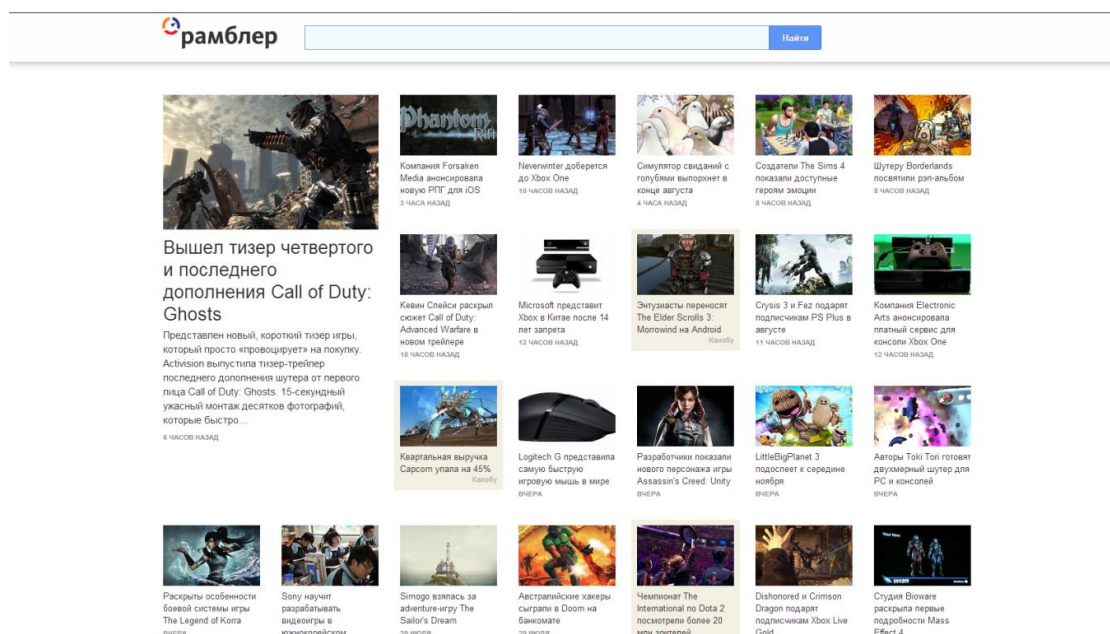 рамблер
Найти
Вышел тизер четвертого
и последнего
дополнения Call of Duty:
Ghosts
Представлен новый, короткий тизер игры,
который просто «провоцирует» на покупку.
Activision выпустила тизер-трейлер
последнего дополнения шутера от первого
лица Call of Duty: Ghosts. 15-секундный
ужасный монтаж десятков фотографий,
которые быстро…
6 ЧАСОВ НАЗАД
Phantom
Rift
Компания Forsaken
Media анонсировала
новую РПГ для iOS
3 ЧАСА НАЗАД
Neverwinter доберется
до Xbox One
10 ЧАСОВ НАЗАД
Симулятор свиданий с
голубями выпорхнет в
конце августа
4 ЧАСА НАЗАД
Создатели The Sims 4
показали доступные
героям эмоции
8 ЧАСОВ НАЗАД
Шутеру Borderlands
посвятили рэп-альбом
8 ЧАСОВ НАЗАД
Кевин Спейси раскрыл
сюжет Call of Duty:
Advanced Warfare в
новом трейлере
10 ЧАСОВ НАЗАД
Microsoft представит
Xbox в Китае после 14
лет запрета
12 ЧАСОВ НАЗАД
Энтузиасты переносят
The Elder Scrolls 3:
Morrowind на Android
Канобу
Crysis 3 и Fez подарят
подписчикам PS Plus в
августе
11 ЧАСОВ НАЗАД
Компания Electronic
Arts анонсировала
платный сервис для
консоли Xbox One
12 ЧАСОВ НАЗАД
Квартальная выручка
Capcom упала на 45%
Канобу
Logitech G представила
самую быструю
игровую мышь в мире
ВЧЕРА
Разработчики показали
нового персонажа игры
Assassin's Creed: Unity
ВЧЕРА
LittleBigPlanet 3
подоспеет к середине
ноября
ВЧЕРА
Авторы Toki Tori готовят
двухмерный шутер для
PC и консолей
ВЧЕРА
Раскрыты особенности
боевой системы игры
The Legend of Korra
ВЧЕРА
Sony научит
разрабатывать
видеоигры в
южнокорейском
Simogo взялась за
adventure-игру The
Sailor's Dream
29 ИЮЛЯ
Австралийские хакеры
сыграли в Doom на
банкомате
29 ИЮЛЯ
Чемпионат The
International по Dota 2
посмотрели более 20
млн зрителей
Dishonored и Crimson
Dragon подарят
подписчикам Xbox Live
Gold
Студия Bioware
раскрыла первые
подробности Mass
Effect 4